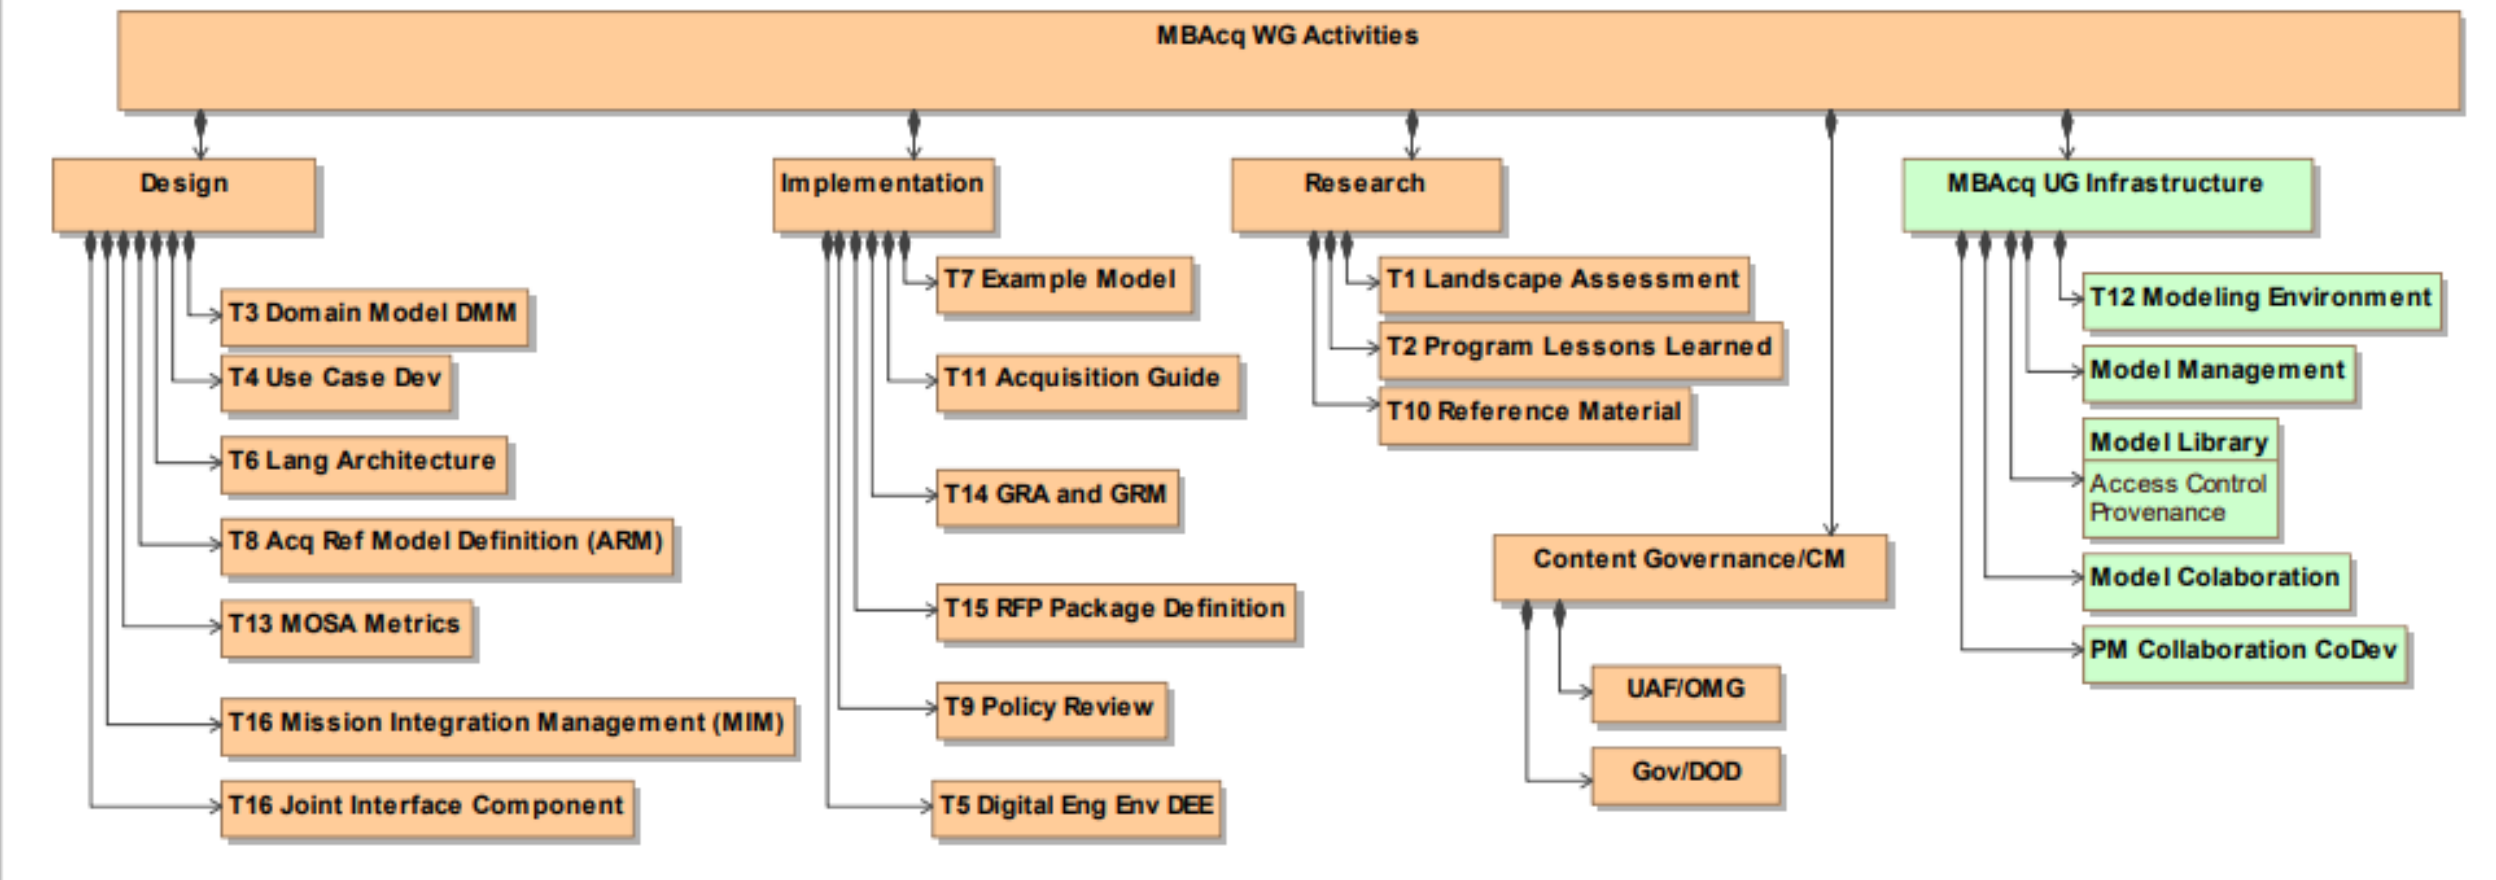 MBAcq WG Activities
Design
T3 Domain Model DMM
T4 Use Case Dev
T6 Lang Architecture
T8 Acq Ref Model Definition (ARM)
T13 MOSA Metrics
T16 Mission Integration Management (MIM)
T16 Joint Interface Component
Implementation
T7 Example Model
T11 Acquisition Guide
T14 GRA and GRM
T15 RFP Package Definition
T9 Policy Review
T5 Digital Eng Env DEE
Research
T1 Landscape Assessment
T2 Program Lessons Learned
T10 Reference Material
Content Governance/CM
UAF/OMG
Gov/DOD
MBAcq UG Infrastructure
T12 Modeling Environment
Model Management
Model Library
Access Control
Provenance
Model Colaboration
PM Collaboration CoDev